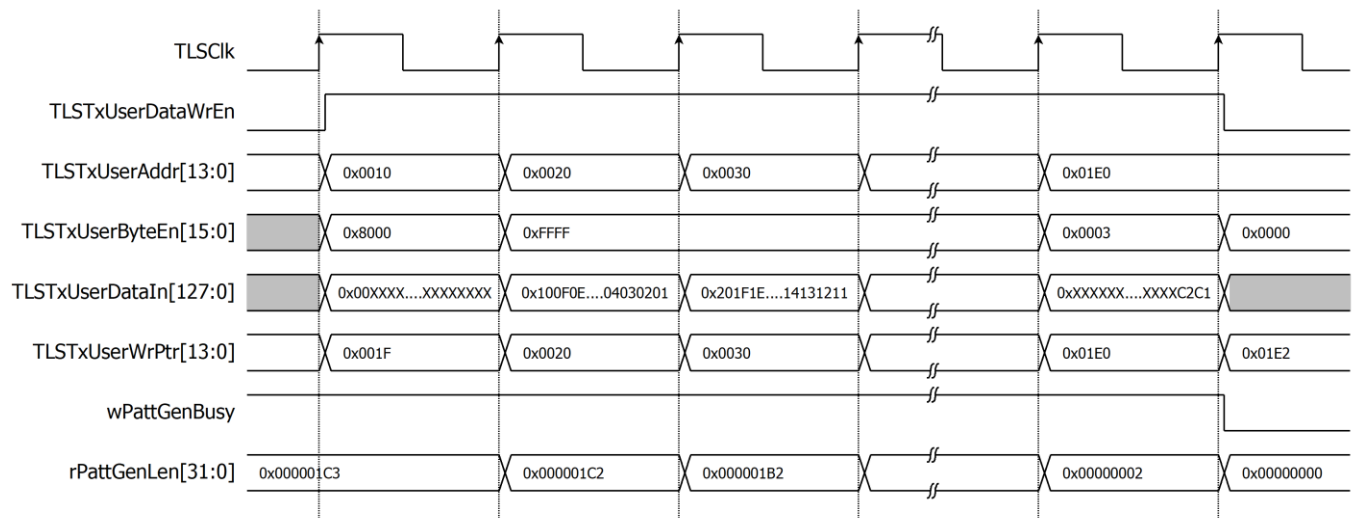 TLSClk
TLSTxUserDataWrEn
TLSTxUserAddr[13:0] 0x0010 0x0020 0x0030 0x01E0
TLSTxUserByteEn[15:0] 0x8000 0xFFFF 0x0003 0x0000
TLSTxUserDataIn[127:0] 0x00XXXX....XXXXXXXX 0x100F0E....04030201 0x201F1E....14131211 0xXXXXXX....XXXXC2C1
TLSTxUserWrPtr[13:0] 0x001F 0x0020 0x0030 0x01E0 0x01E2
wPattGenBusy
rPattGenLen[31:0] 0x000001C3 0x000001C2 0x000001B2 0x00000002 0x00000000